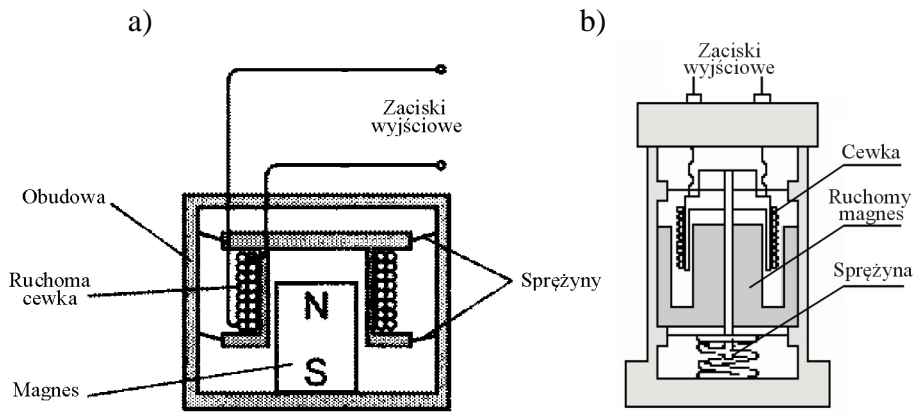 a)
Zaciski
wyjściowe
Obudowa
Ruchoma
cewka
Magnes
N
S
Sprężyny
b)
Zaciski
wyjściowe
Cewka
Ruchomy
magnes
Sprężyna